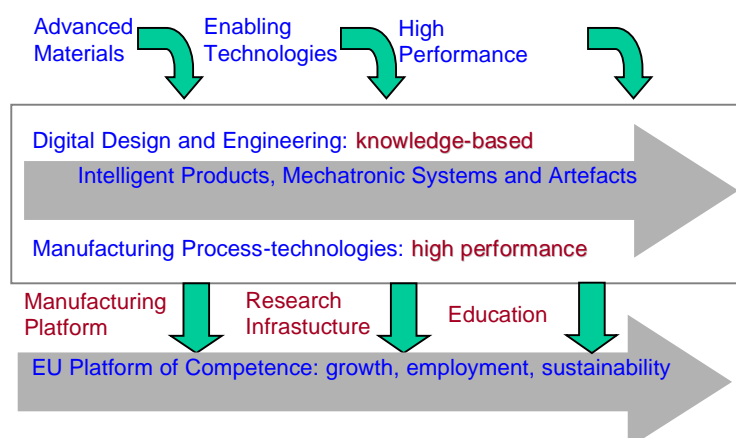 Advanced
Materials
Enabling
Technologies
High
Performance
Digital Design and Engineering: knowledge-based
Intelligent Products, Mechatronic Systems and Artefacts
Manufacturing Process-technologies: high performance
Manufacturing
Platform
Research
Infrastucture
Education
EU Platform of Competence: growth, employment, sustainability